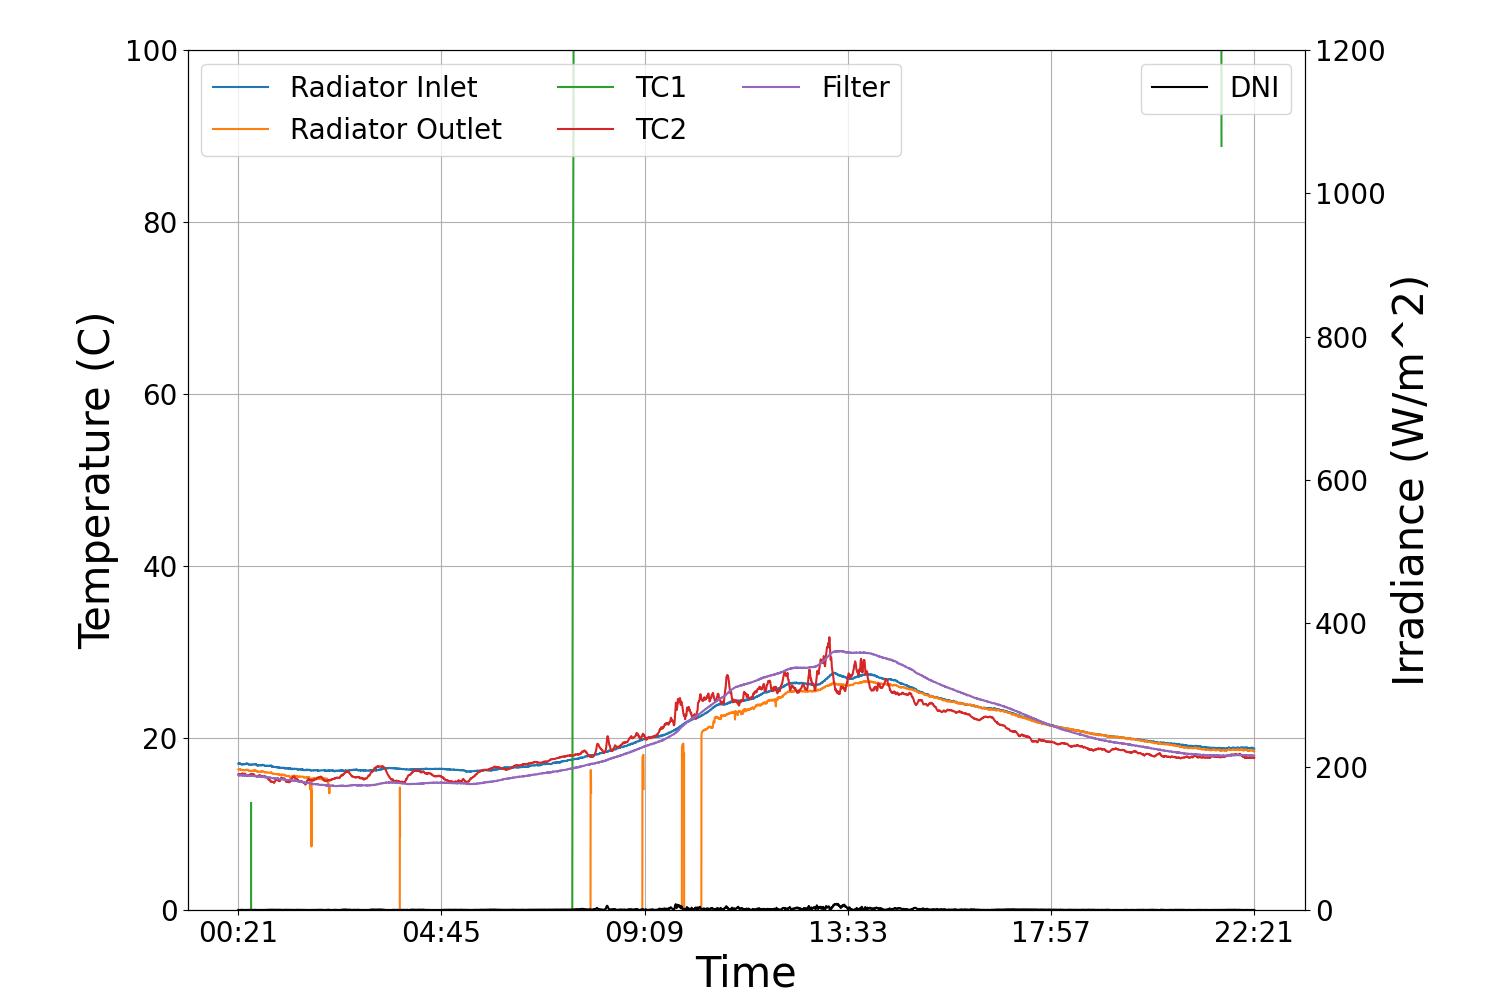 Radiator Inlet
Radiator Outlet
TC1
TC2
Filter
DNI
100
80
60
40
20
0
Temperature (C)
1200
1000
800
600
400
200
0
Irradiance (W/m^2)
00:21 04:45 09:09 13:33 17:57 22:21
Time